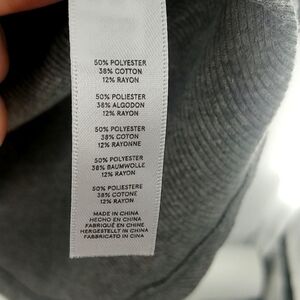 50% POLYESTER
38% COTTON
12% RAYON
50% POLIESTER
38% ALGODON
12% RAYON
50% POLYESTER
38% COTON
12% RAYONNE
50% POLYESTER
38% BAUMWOLLE
12% RAYON
50% POLIESTERE
38% COTONE
12% RAYON
MADE IN CHINA
HECHO EN CHINA
FABRIQUÉ EN CHINE
HERGESTELLT IN CHINA
FABBRICATO IN CINA